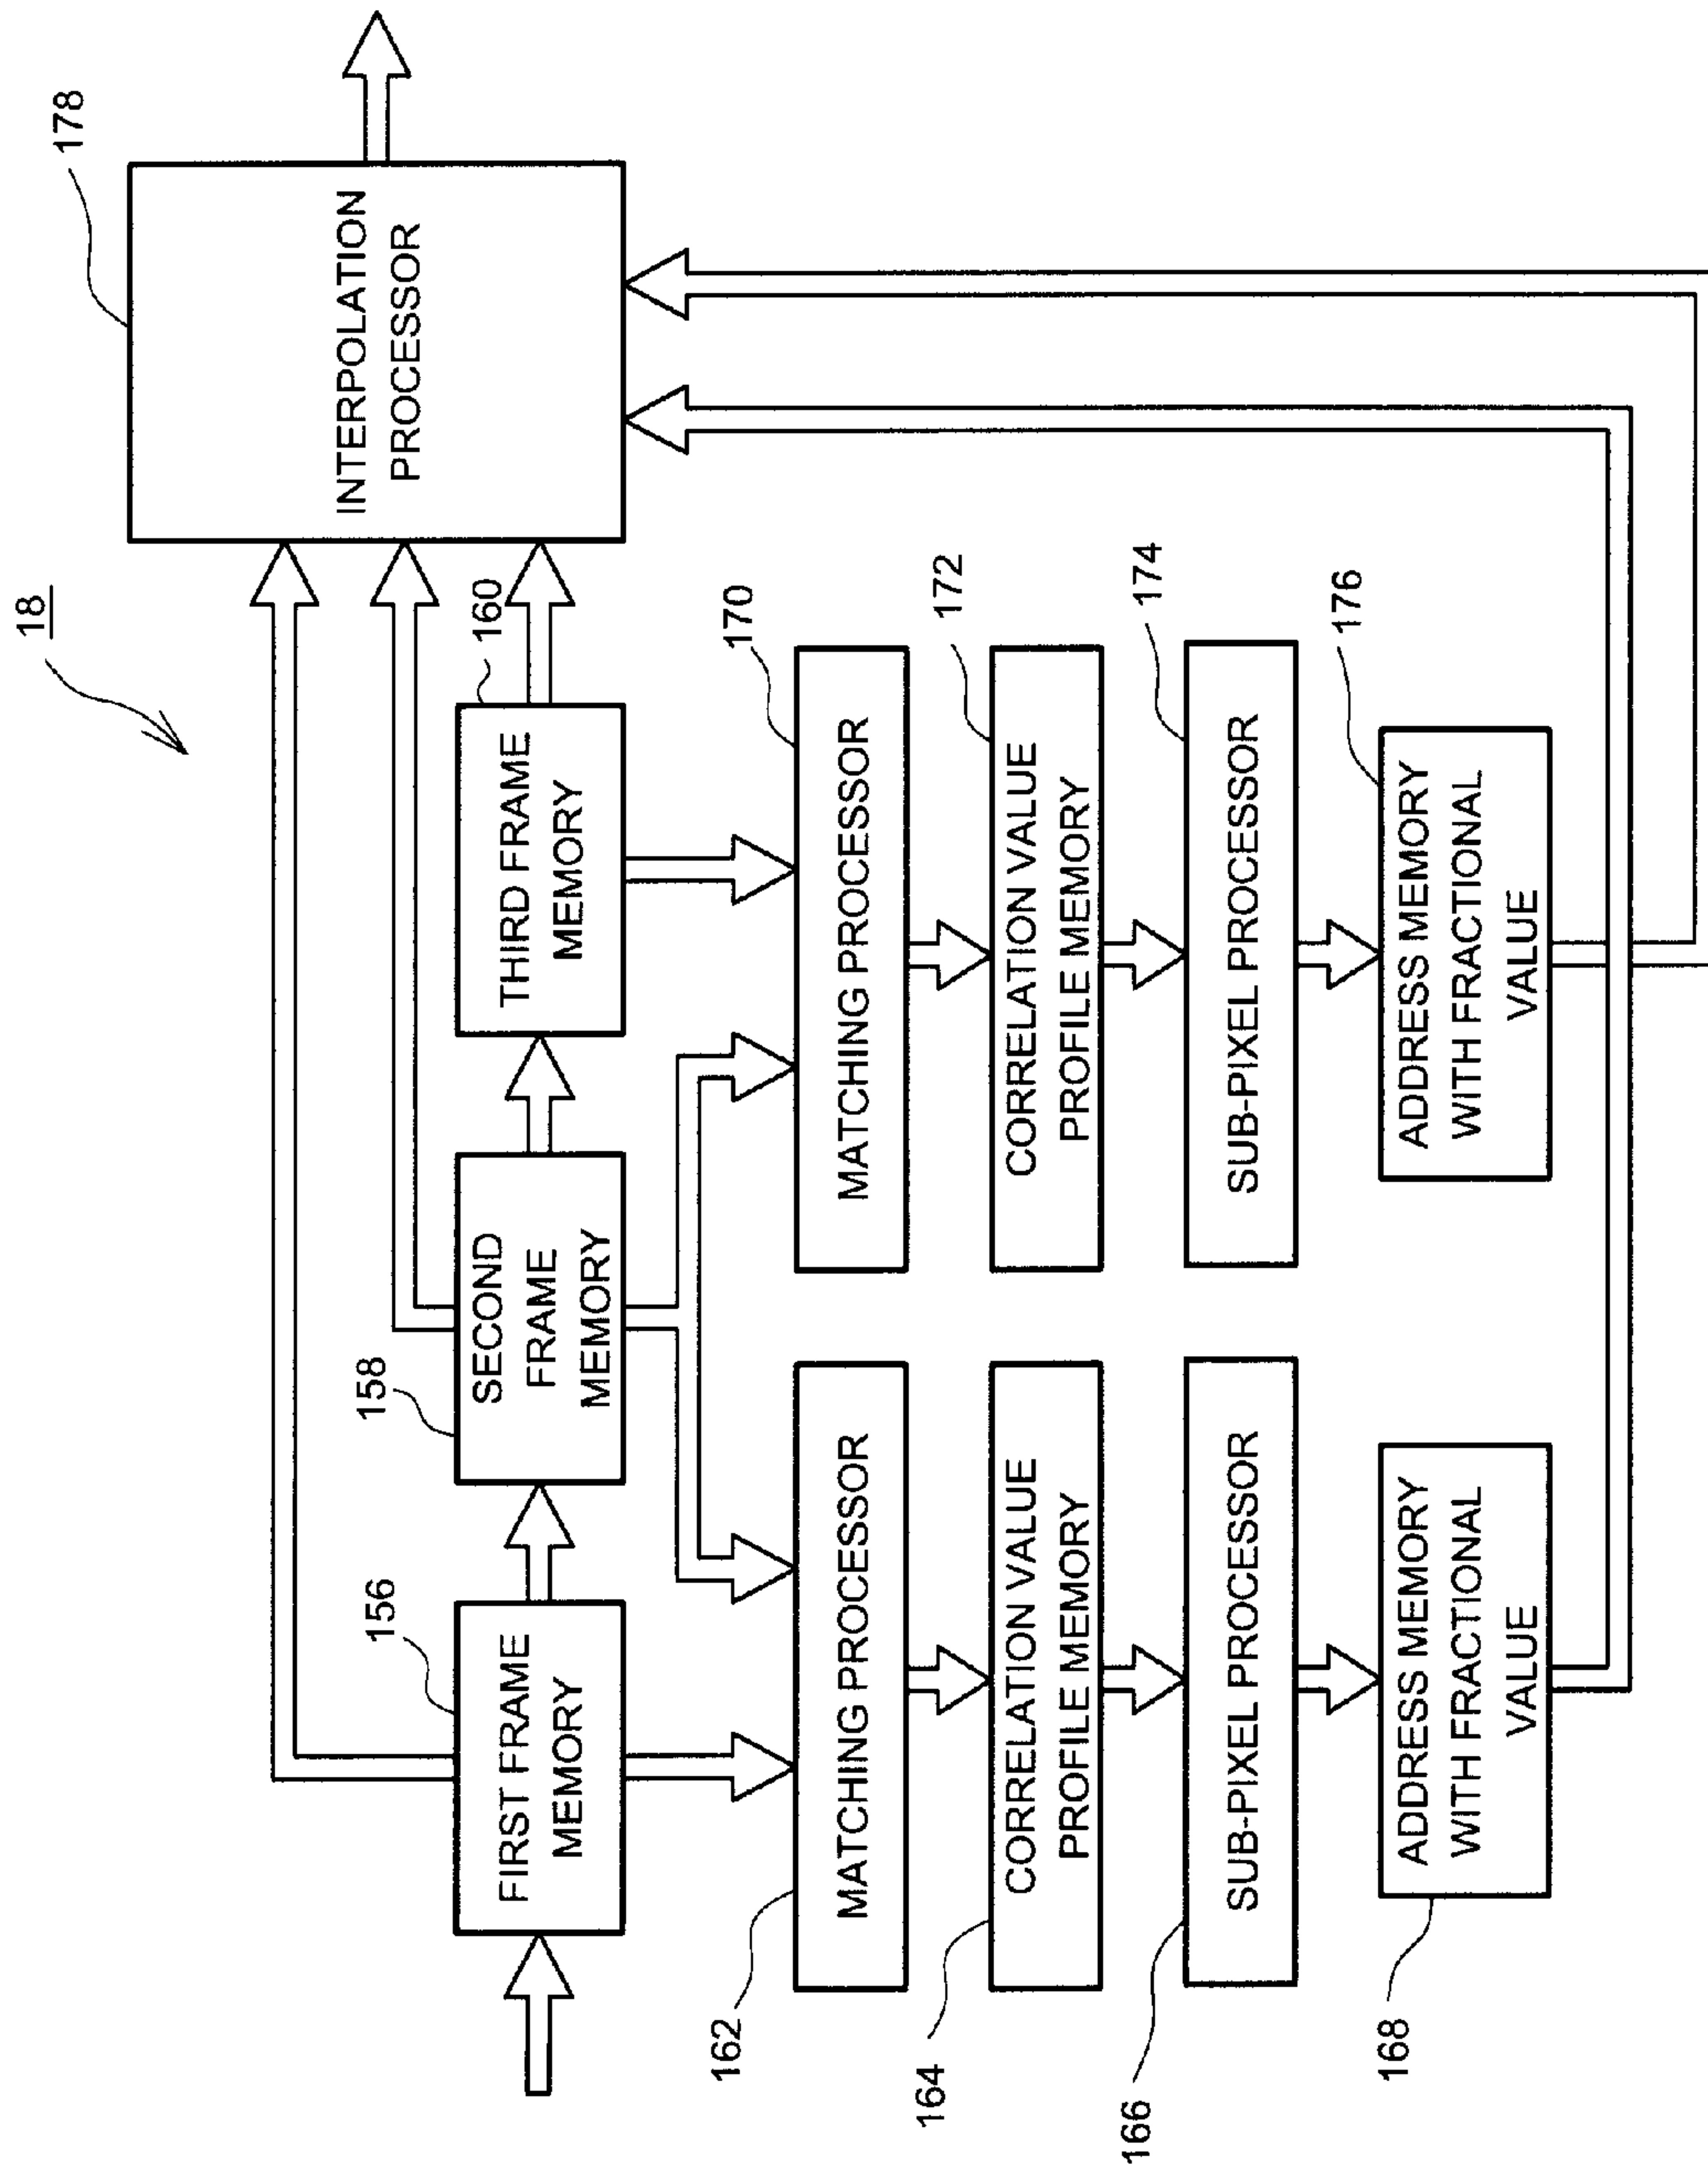 18
178
INTERPOLATION
PROCESSOR
156
FIRST FRAME
MEMORY
158
SECOND
FRAME
MEMORY
160
THIRD FRAME
MEMORY
162
MATCHING PROCESSOR
170
MATCHING PROCESSOR
164
CORRELATION VALUE
PROFILE MEMORY
172
CORRELATION VALUE
PROFILE MEMORY
166
SUB-PIXEL PROCESSOR
174
SUB-PIXEL PROCESSOR
168
ADDRESS MEMORY
WITH FRACTIONAL
VALUE
176
ADDRESS MEMORY
WITH FRACTIONAL
VALUE